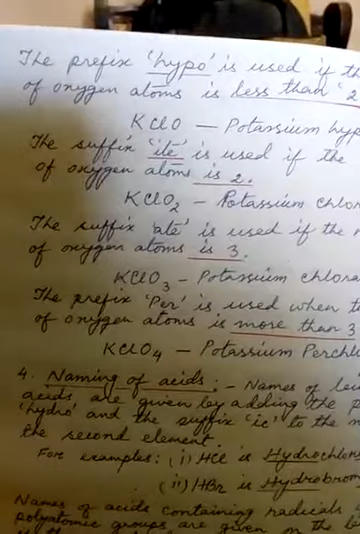 The prefix 'hypo' is used if
of oxygen atoms is less than '2
KClO — Potassium hyp
The suffix 'ite' is used if the
of oxygen atoms is 2.
KClO2 — Potassium chlor
The suffix 'ate' is used if the n
of oxygen atoms is 3.
KClO3 - Potassium chlora
The prefix 'Per' is used when t
of oxygen atoms is more than 3
KClO4 — Potassium Perchl
4. Naming of acids :- Names of
acids are given by adding the p
'hydro' and the suffix 'ic' to the n
the second element.
For examples: (i) HCl is Hydrochlor
(ii) HBr is Hydrobrom
Names of acids containing radicals
polyatomic groups are given on the